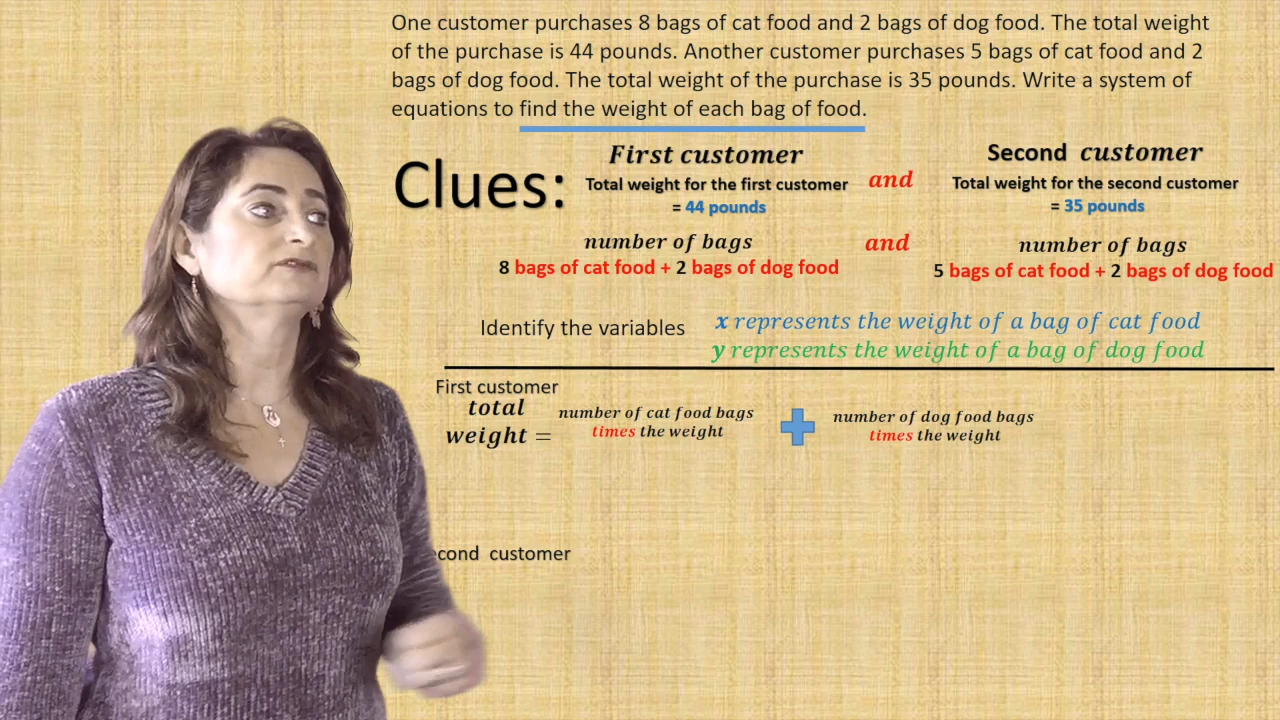 One customer purchases 8 bags of cat food and 2 bags of dog food. The total weight
of the purchase is 44 pounds. Another customer purchases 5 bags of cat food and 2
bags of dog food. The total weight of the purchase is 35 pounds. Write a system of
equations to find the weight of each bag of food.
Clues:
First customer
Total weight for the first customer
= 44 pounds
and
Second customer
Total weight for the second customer
= 35 pounds
number of bags
8 bags of cat food + 2 bags of dog food
and
number of bags
5 bags of cat food + 2 bags of dog food
Identify the variables
x represents the weight of a bag of cat food
y represents the weight of a bag of dog food
First customer
total
weight =
number of cat food bags
times the weight
number of dog food bags
times the weight
econd customer